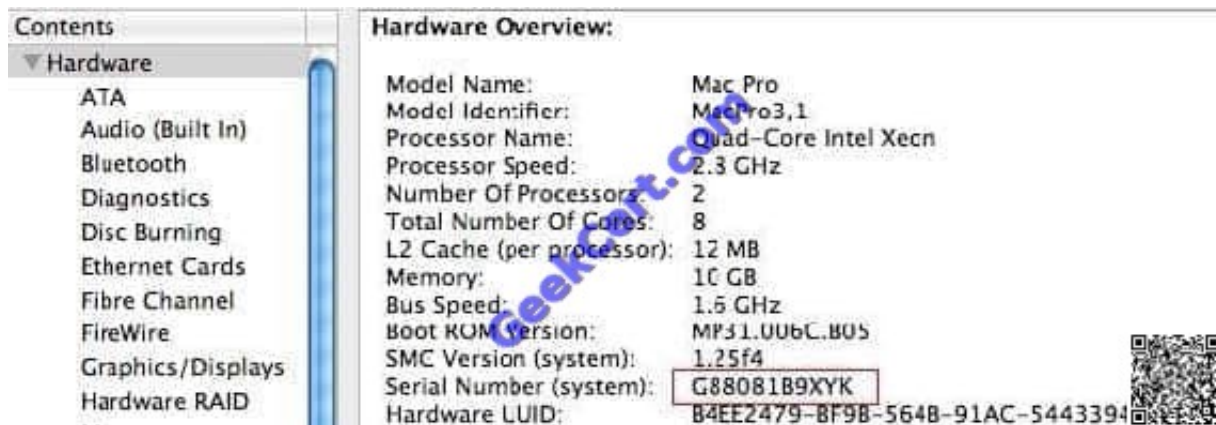 Contents
Hardware
ATA
Audio (Built In)
Bluetooth
Diagnostics
Disc Burning
Ethernet Cards
Fibre Channel
FireWire
Graphics/Displays
Hardware RAID
Hardware Overview:
Model Name: Mac Pro
Model Identifier: MacPro3,1
Processor Name: Quad-Core Intel Xeon
Processor Speed: 2.8 GHz
Number Of Processors: 2
Total Number Of Cores: 8
L2 Cache (per processor): 12 MB
Memory: 10 GB
Bus Speed: 1.6 GHz
Boot ROM Version: MP31.006C.B05
SMC Version (system): 1.25f4
Serial Number (system): G88081B9XYK
Hardware UUID: B4EE2479-BF9B-564B-91AC-5443394
GeekCert.com